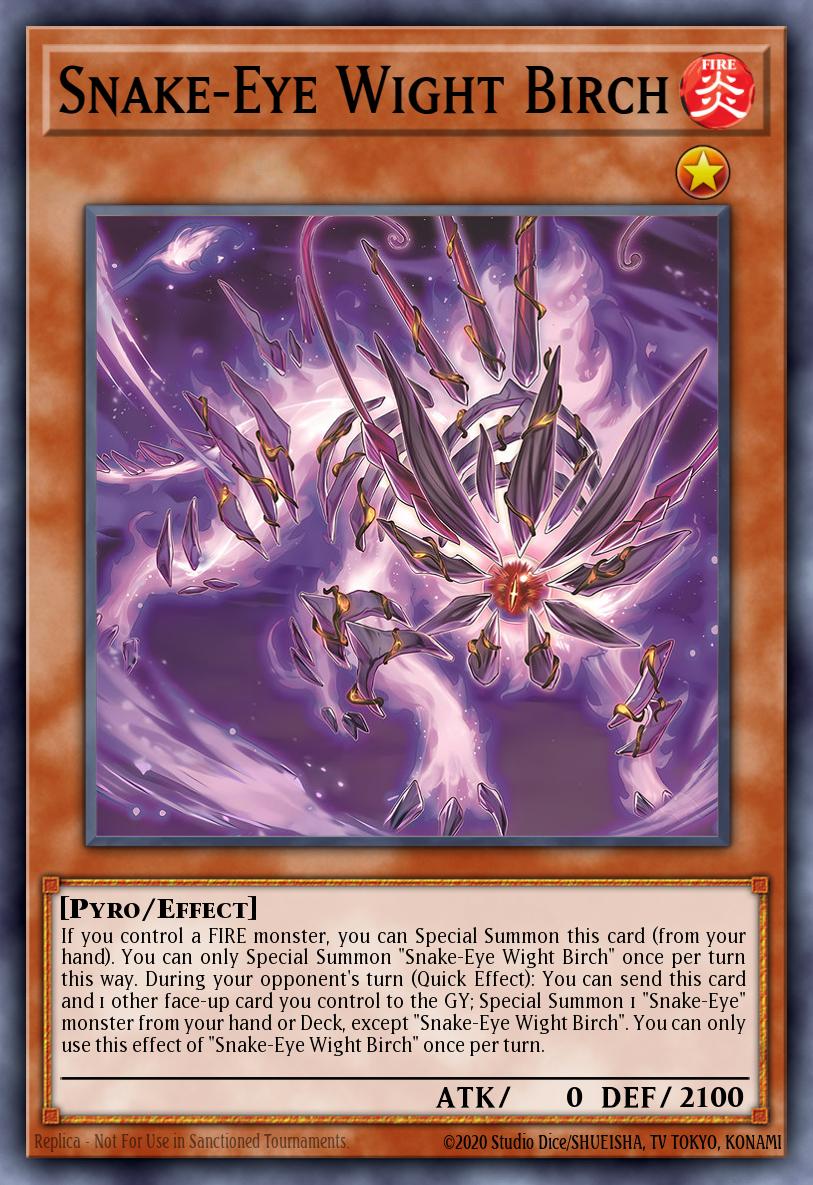 Snake-Eye Wight Birch
FIRE
炎
[Pyro/Effect]
If you control a FIRE monster, you can Special Summon this card (from your
hand). You can only Special Summon "Snake-Eye Wight Birch" once per turn
this way. During your opponent's turn (Quick Effect): You can send this card
and 1 other face-up card you control to the GY; Special Summon 1 "Snake-Eye"
monster from your hand or Deck, except "Snake-Eye Wight Birch". You can only
use this effect of "Snake-Eye Wight Birch" once per turn.
ATK/ 0 DEF/ 2100
Replica - Not For Use in Sanctioned Tournaments. ©2020 Studio Dice/SHUEISHA, TV TOKYO, KONAMI